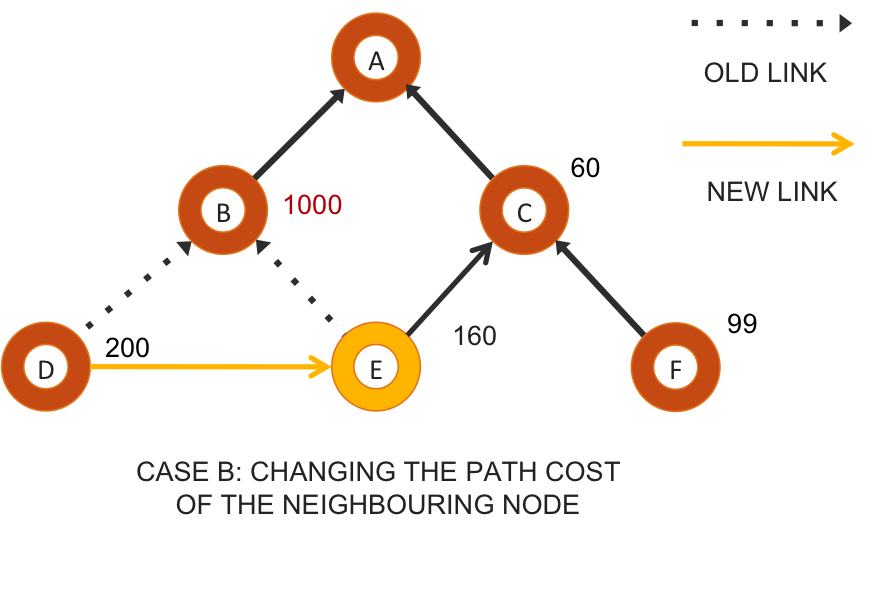 A
OLD LINK
NEW LINK
60
B
1000
C
160
99
200
D
E
F
CASE B: CHANGING THE PATH COST
OF THE NEIGHBOURING NODE